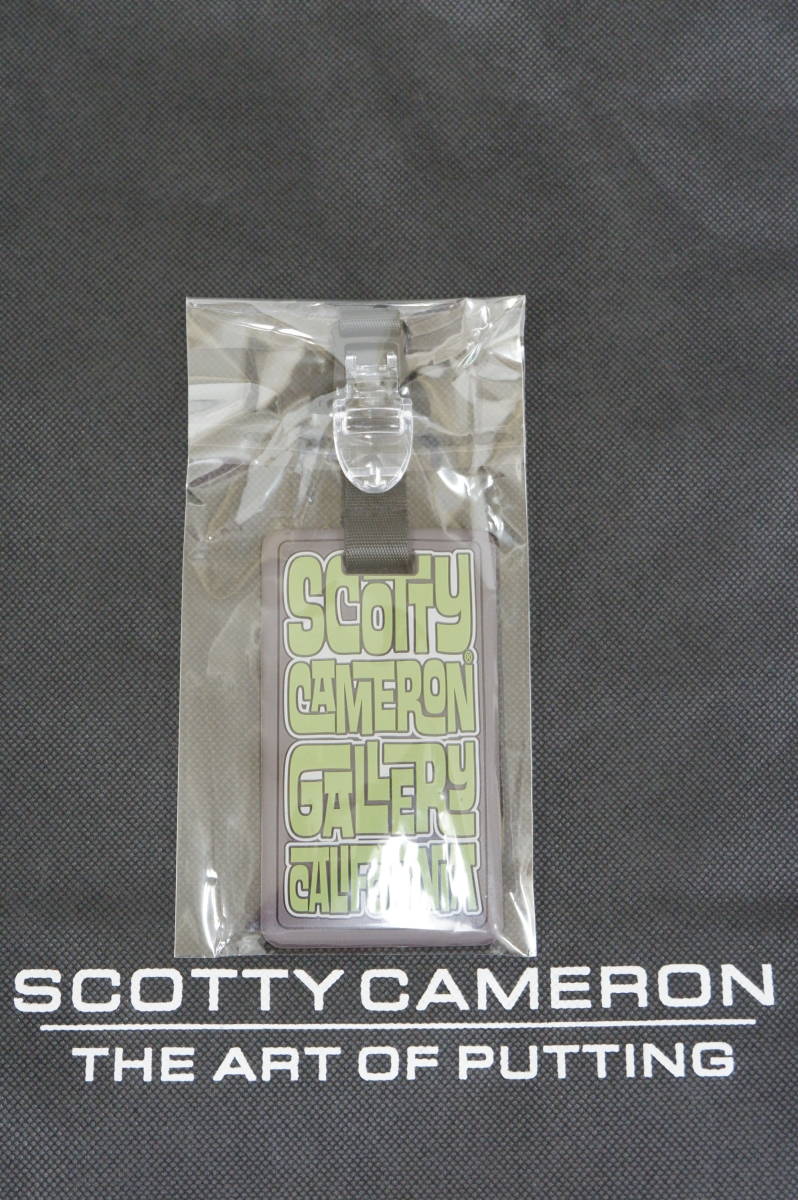 SCOTTY
CAMERON®
GALLERY
CALIFORNIA
SCOTTY CAMERON
THE ART OF PUTTING